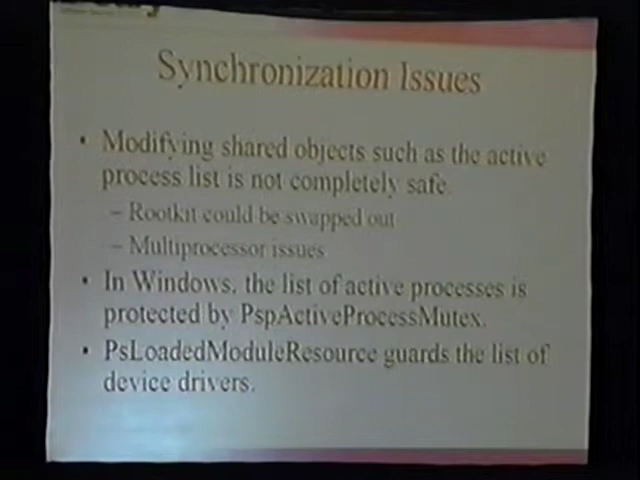 Synchronization Issues
• Modifying shared objects such as the active
process list is not completely safe.
– Rootkit could be swapped out
– Multiprocessor issues
• In Windows, the list of active processes is
protected by PspActiveProcessMutex.
• PsLoadedModuleResource guards the list of
device drivers.